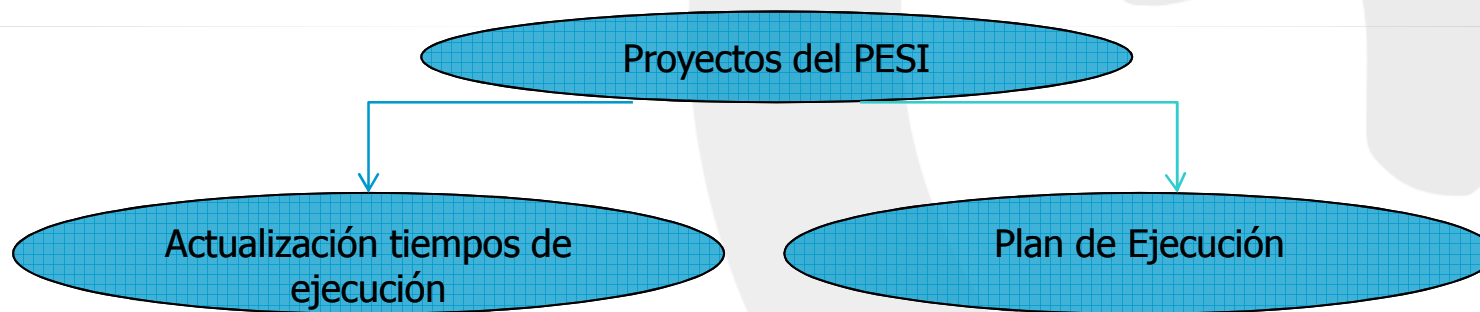 Proyectos del PESI
Actualización tiempos de
ejecución
Plan de Ejecución